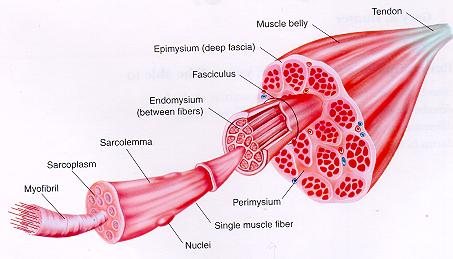 Tendon
Muscle belly
Epimysium (deep fascia)
Fasciculus
Endomysium
(between fibers)
Sarcolemma
Sarcoplasm
Myofibril
Perimysium
Single muscle fiber
Nuclei